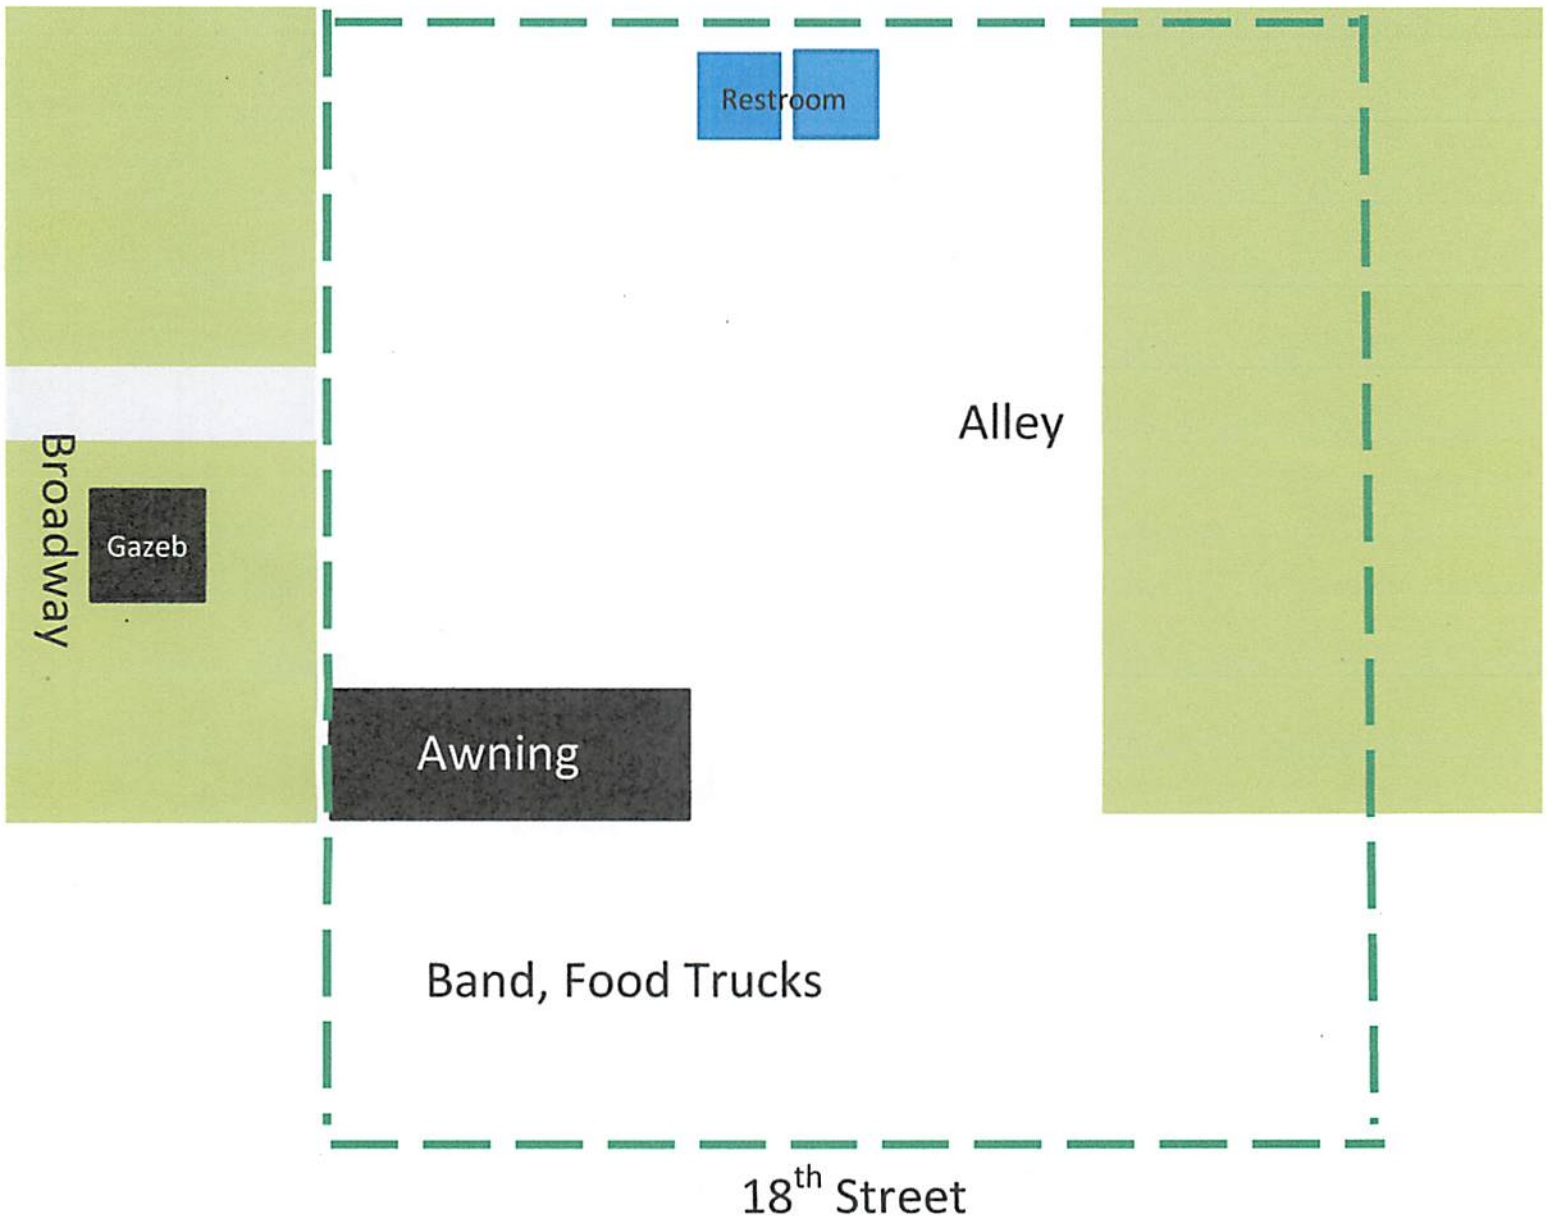 Restroom
Alley
Broadway
Gazeb
Awning
Band, Food Trucks
18th Street